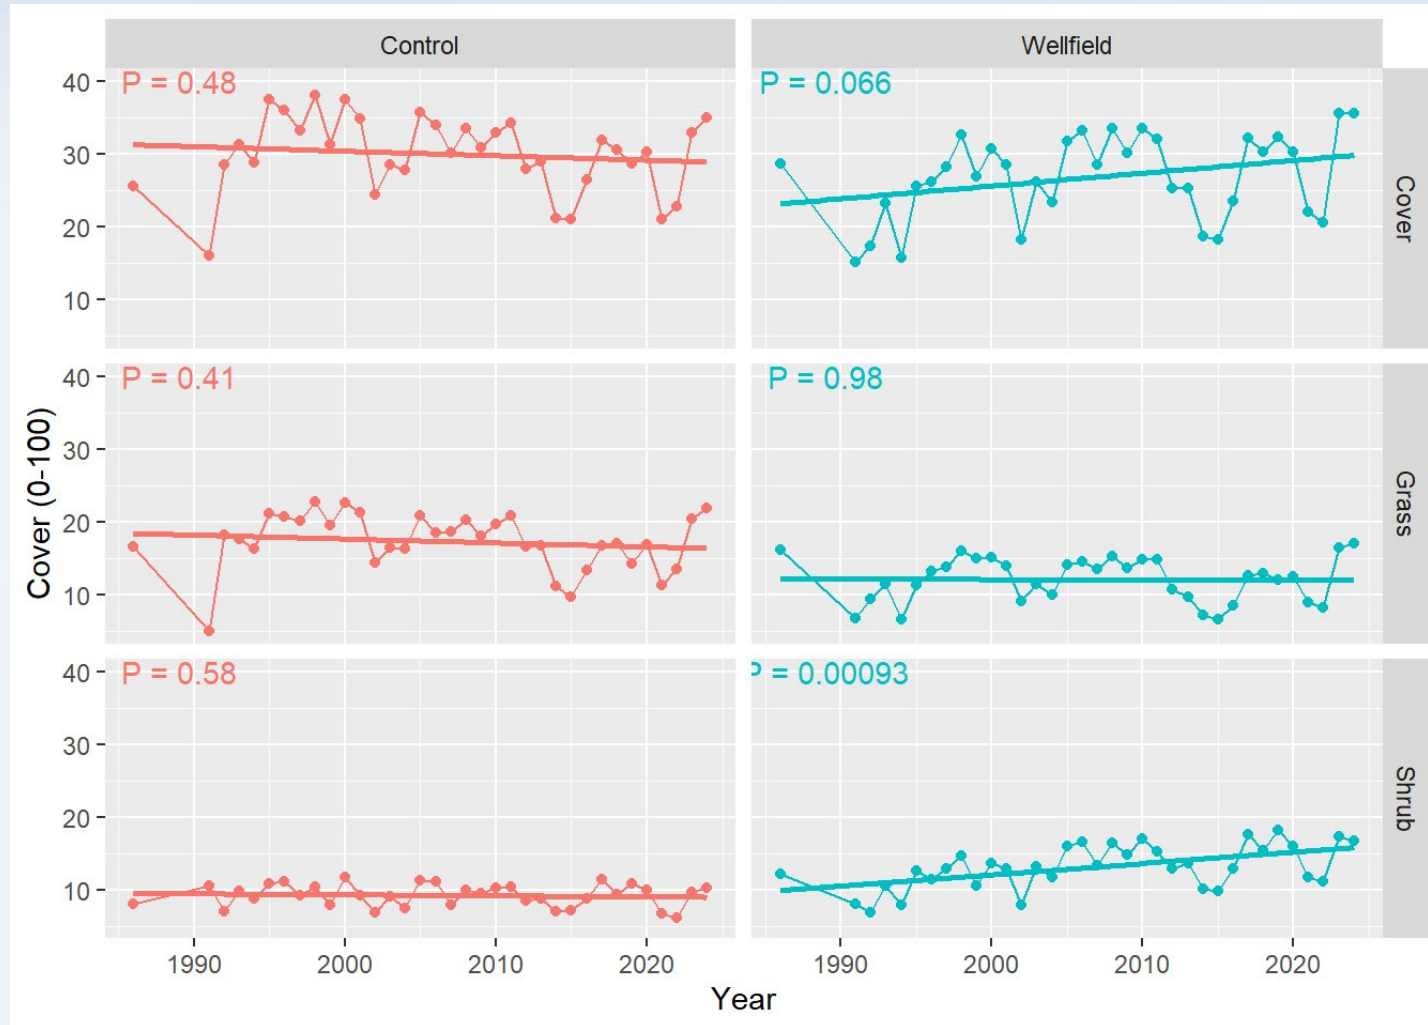 Control
Wellfield
40
P = 0.48
P = 0.066
30
20
10
Cover
40
P = 0.41
P = 0.98
30
20
10
Grass
40
P = 0.58
P = 0.00093
30
20
10
Shrub
Cover (0-100)
1990 2000 2010 2020 1990 2000 2010 2020
Year